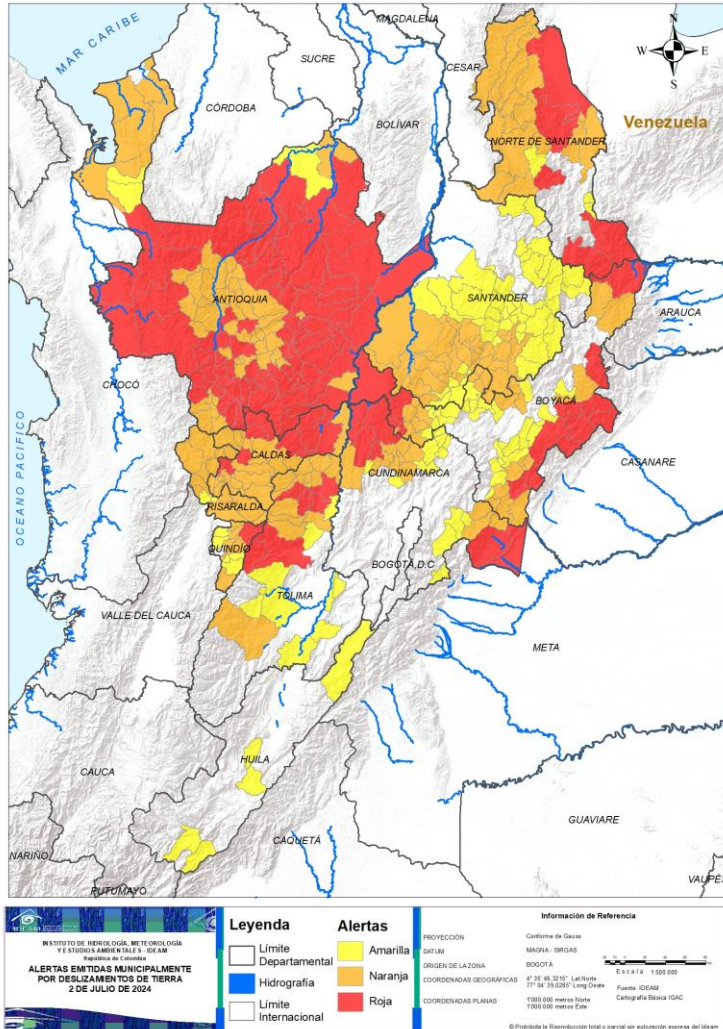 MAR CARIBE
MAGDALENA
SUCRE
CESAR
N
W
E
S
CÓRDOBA
BOLÍVAR
Venezuela
NORTE DE SANTANDER
ANTIOQUIA
SANTANDER
ARAUCA
CHOCÓ
BOYACÁ
OCEANO PACIFICO
CALDAS
CUNDINAMARCA
CASANARE
RISARALDA
QUINDÍO
BOGOTÁ, D.C
TOLIMA
VALLE DEL CAUCA
META
HUILA
CAUCA
GUAVIARE
CAQUETÁ
NARIÑO
PUTUMAYO
VAUPÉS
IDEAM
INSTITUTO DE HIDROLOGÍA, METEOROLOGÍA
Y ESTUDIOS AMBIENTALES - IDEAM
República de Colombia
ALERTAS EMITIDAS MUNICIPALMENTE
POR DESLIZAMIENTOS DE TIERRA
2 DE JULIO DE 2024
Leyenda
Límite
Departamental
Hidrografía
Límite
Internacional
Alertas
Amarilla
Naranja
Roja
Información de Referencia
PROYECCIÓN Conforme de Gauss
DATUM MAGNA - SIRGAS
ORIGEN DE LA ZONA BOGOTÁ
COORDENADAS GEOGRÁFICAS 4° 35' 46,3215" Lat Norte
77° 04' 39,0285" Long Oeste
COORDENADAS PLANAS 1'000 000 metros Norte
1'000 000 metros Este
Escala 1:500.000
Fuente: IDEAM
Cartografía Básica IGAC
© Prohibida la Reproducción total o parcial sin autorización expresa del Ideam